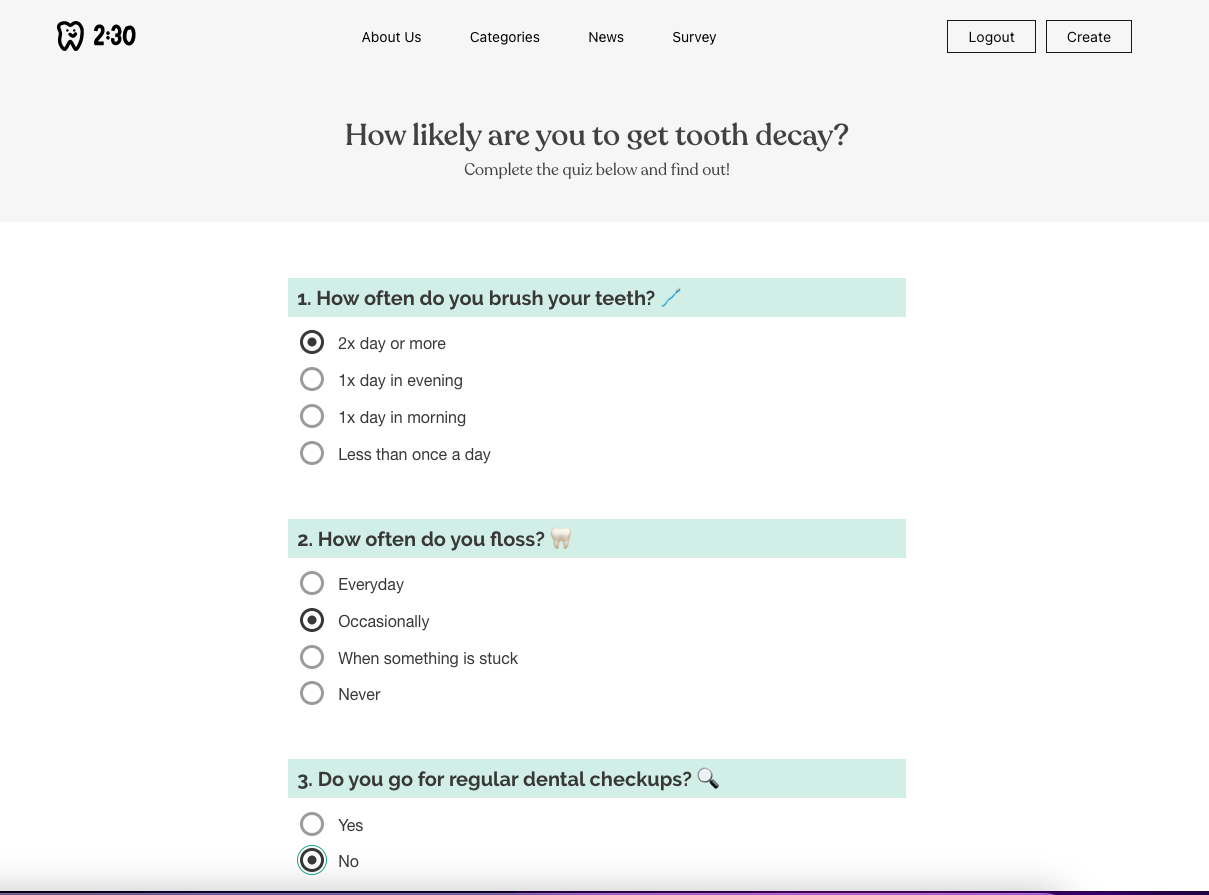 2:30
About Us
Categories
News
Survey
Logout
Create
How likely are you to get tooth decay?
Complete the quiz below and find out!
1. How often do you brush your teeth?
2x day or more
1x day in evening
1x day in morning
Less than once a day
2. How often do you floss? 🦷
Everyday
Occasionally
When something is stuck
Never
3. Do you go for regular dental checkups? 🔍
Yes
No